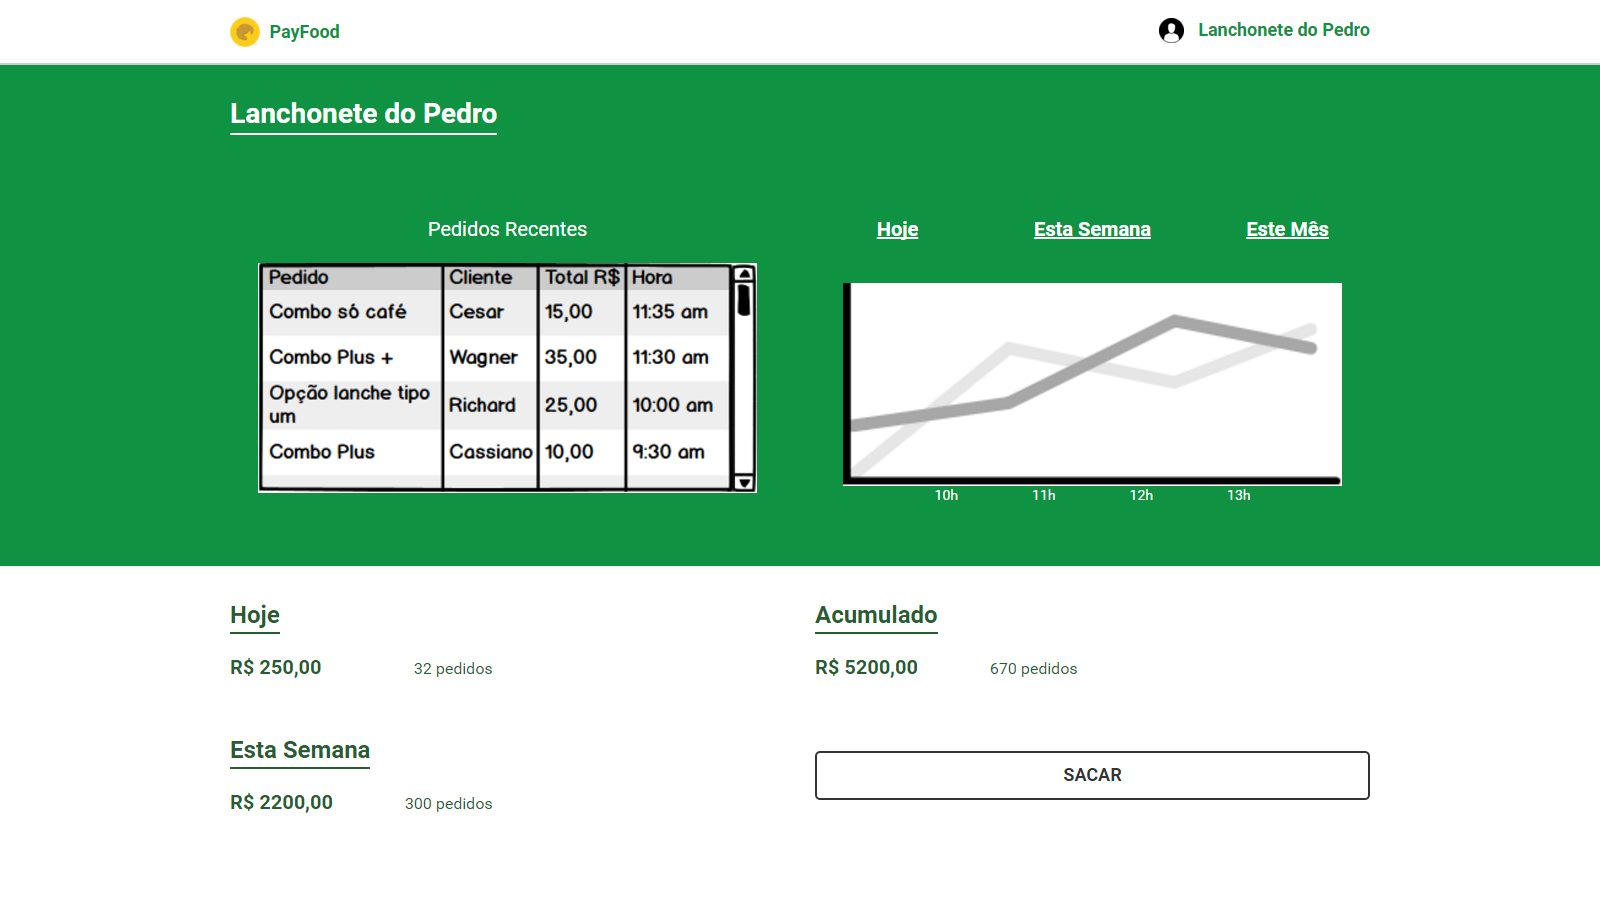 PayFood
Lanchonete do Pedro
Lanchonete do Pedro
Pedidos Recentes
Pedido Cliente Total R$ Hora
Combo só café Cesar 15,00 11:35 am
Combo Plus + Wagner 35,00 11:30 am
Opção lanche tipo
um Richard 25,00 10:00 am
Combo Plus Cassiano 10,00 9:30 am
Hoje Esta Semana Este Mês
10h 11h 12h 13h
Hoje
R$ 250,00 32 pedidos
Esta Semana
R$ 2200,00 300 pedidos
Acumulado
R$ 5200,00 670 pedidos
SACAR